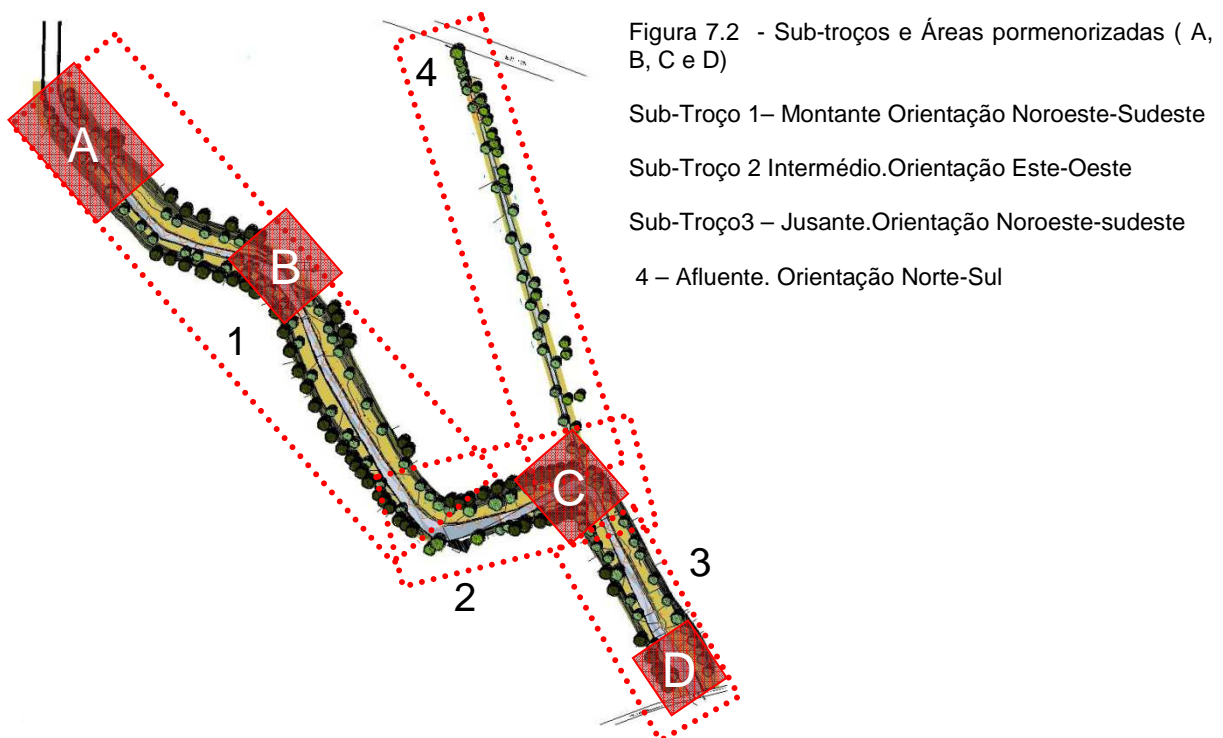 Figura 7.2 - Sub-troços e Áreas pormenorizadas ( A,
B, C e D)
Sub-Troço 1– Montante Orientação Noroeste-Sudeste
Sub-Troço 2 Intermédio.Orientação Este-Oeste
Sub-Troço3 – Jusante.Orientação Noroeste-sudeste
4 – Afluente. Orientação Norte-Sul
4
A
B
1
C
2
3
D